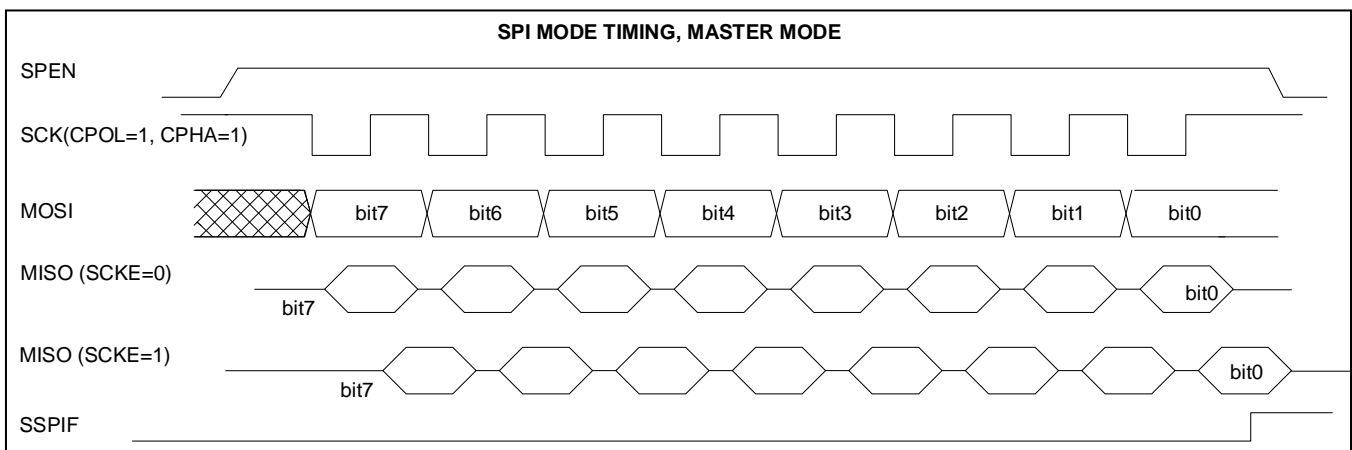 SPI MODE TIMING, MASTER MODE
SPEN
SCK(CPOL=1, CPHA=1)
MOSI bit7 bit6 bit5 bit4 bit3 bit2 bit1 bit0
MISO (SCKE=0)
bit7 bit0
MISO (SCKE=1)
bit7 bit0
SSPIF